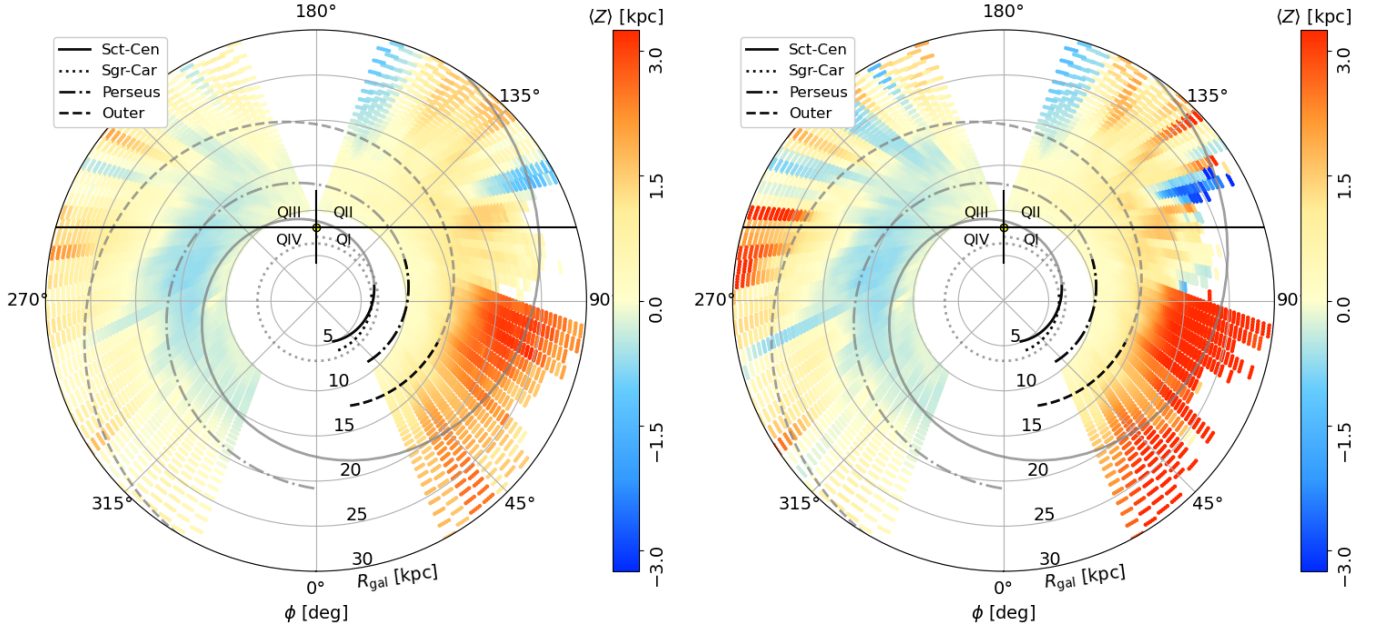 180°
⟨Z⟩ [kpc]
Sct-Cen
Sgr-Car
Perseus
Outer
135°
3.0
1.5
0.0
−1.5
−3.0
QIII QII
QIV QI
270°
90
5
10
15
20
25
30
315°
45°
R_gal [kpc]
0°
ϕ [deg]
180°
⟨Z⟩ [kpc]
Sct-Cen
Sgr-Car
Perseus
Outer
135°
3.0
1.5
0.0
−1.5
−3.0
QIII QII
QIV QI
270°
90
5
10
15
20
25
30
315°
45°
R_gal [kpc]
0°
ϕ [deg]